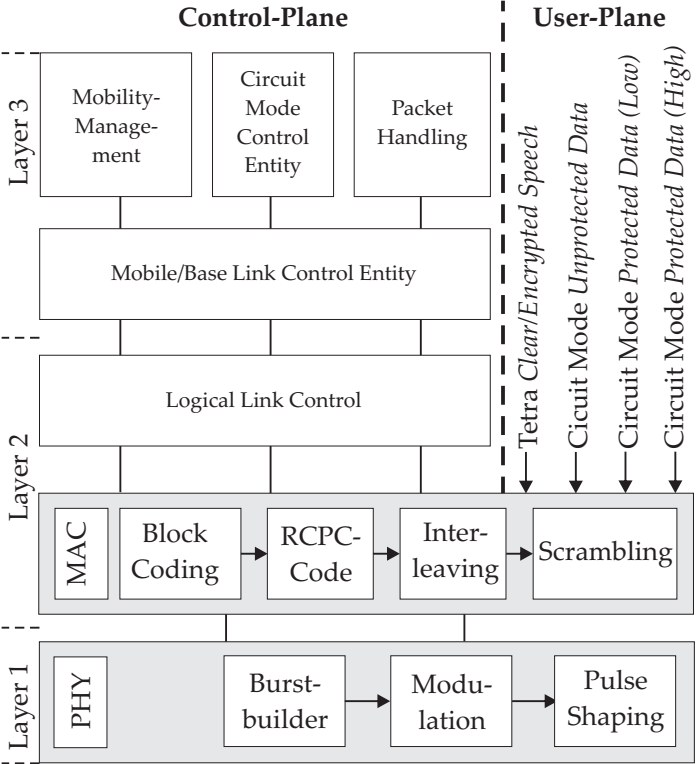 Control-Plane
User-Plane
Layer 3
Mobility-
Manage-
ment
Circuit
Mode
Control
Entity
Packet
Handling
Mobile/Base Link Control Entity
Tetra Clear/Encrypted Speech
Cicuit Mode Unprotected Data
Circuit Mode Protected Data (Low)
Circuit Mode Protected Data (High)
Layer 2
Logical Link Control
MAC
Block
Coding
RCPC-
Code
Inter-
leaving
Scrambling
Layer 1
PHY
Burst-
builder
Modu-
lation
Pulse
Shaping